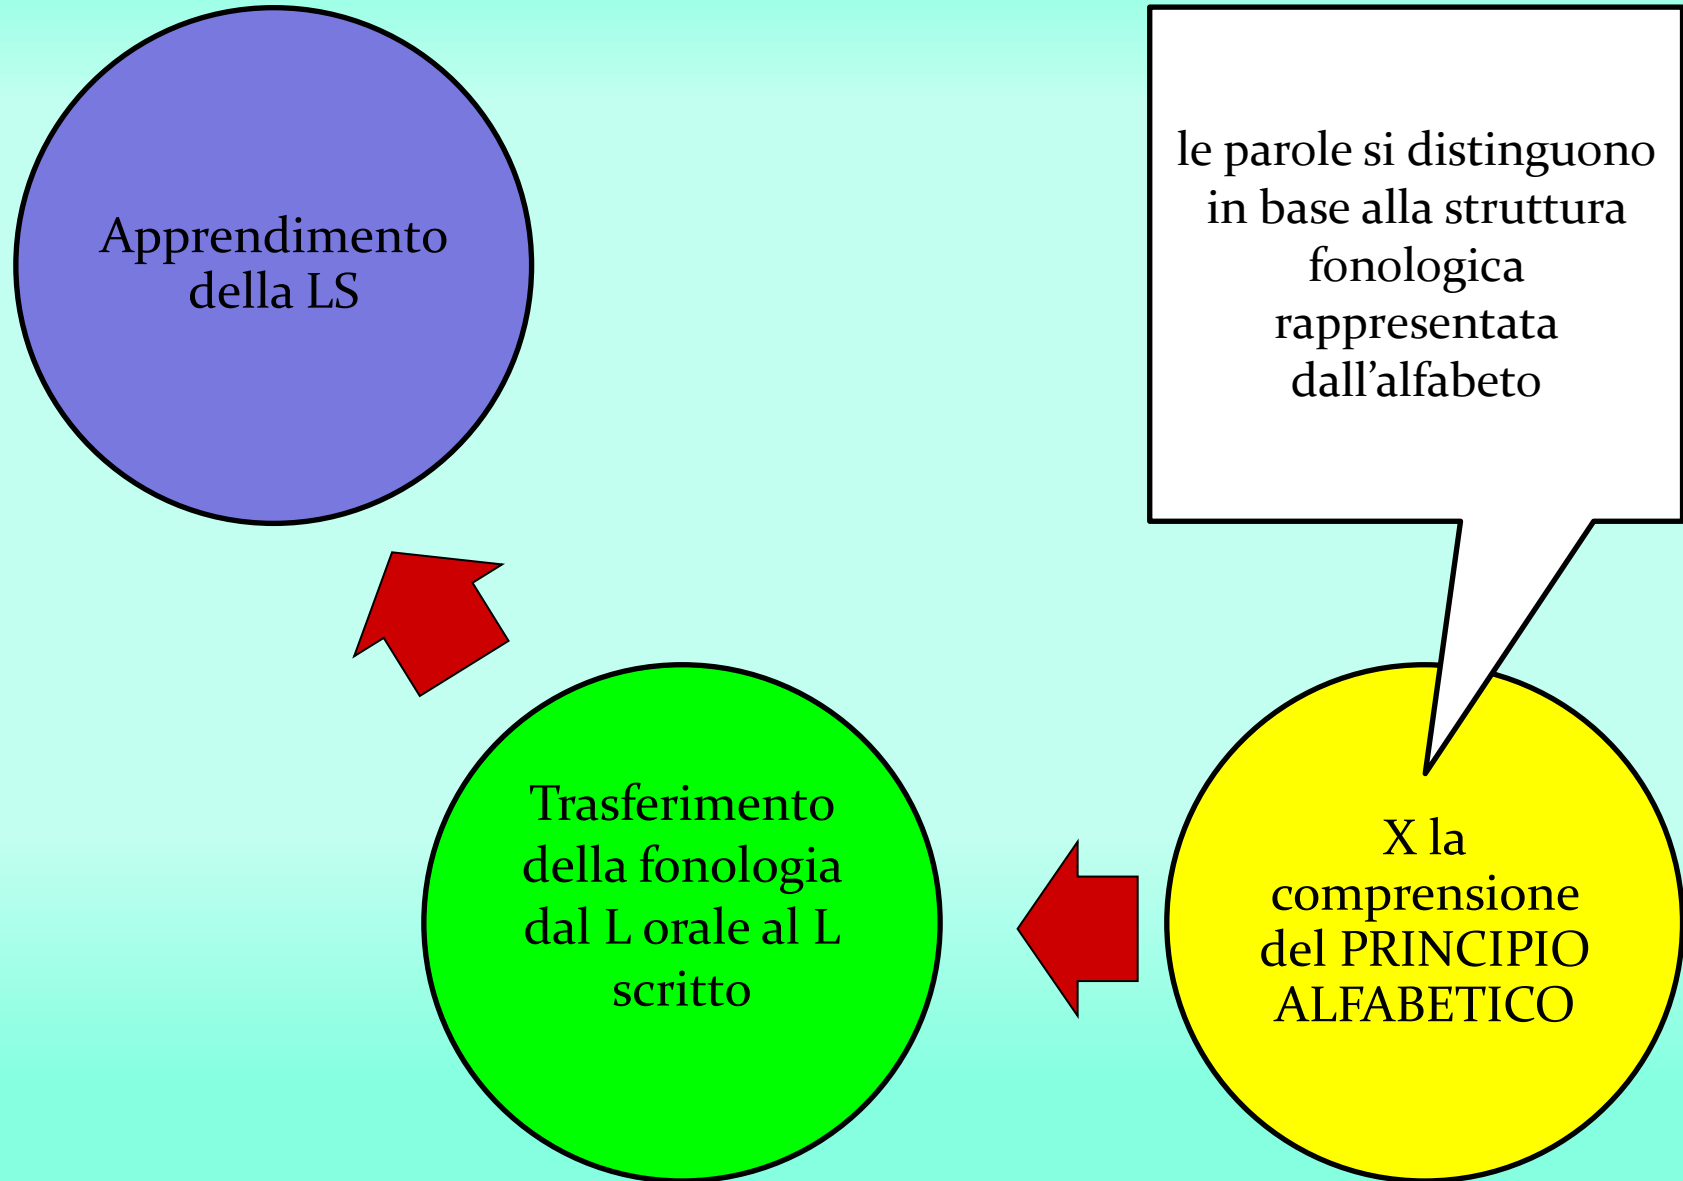 Apprendimento
della LS
le parole si distinguono
in base alla struttura
fonologica
rappresentata
dall’alfabeto
Trasferimento
della fonologia
dal L orale al L
scritto
X la
comprensione
del PRINCIPIO
ALFABETICO